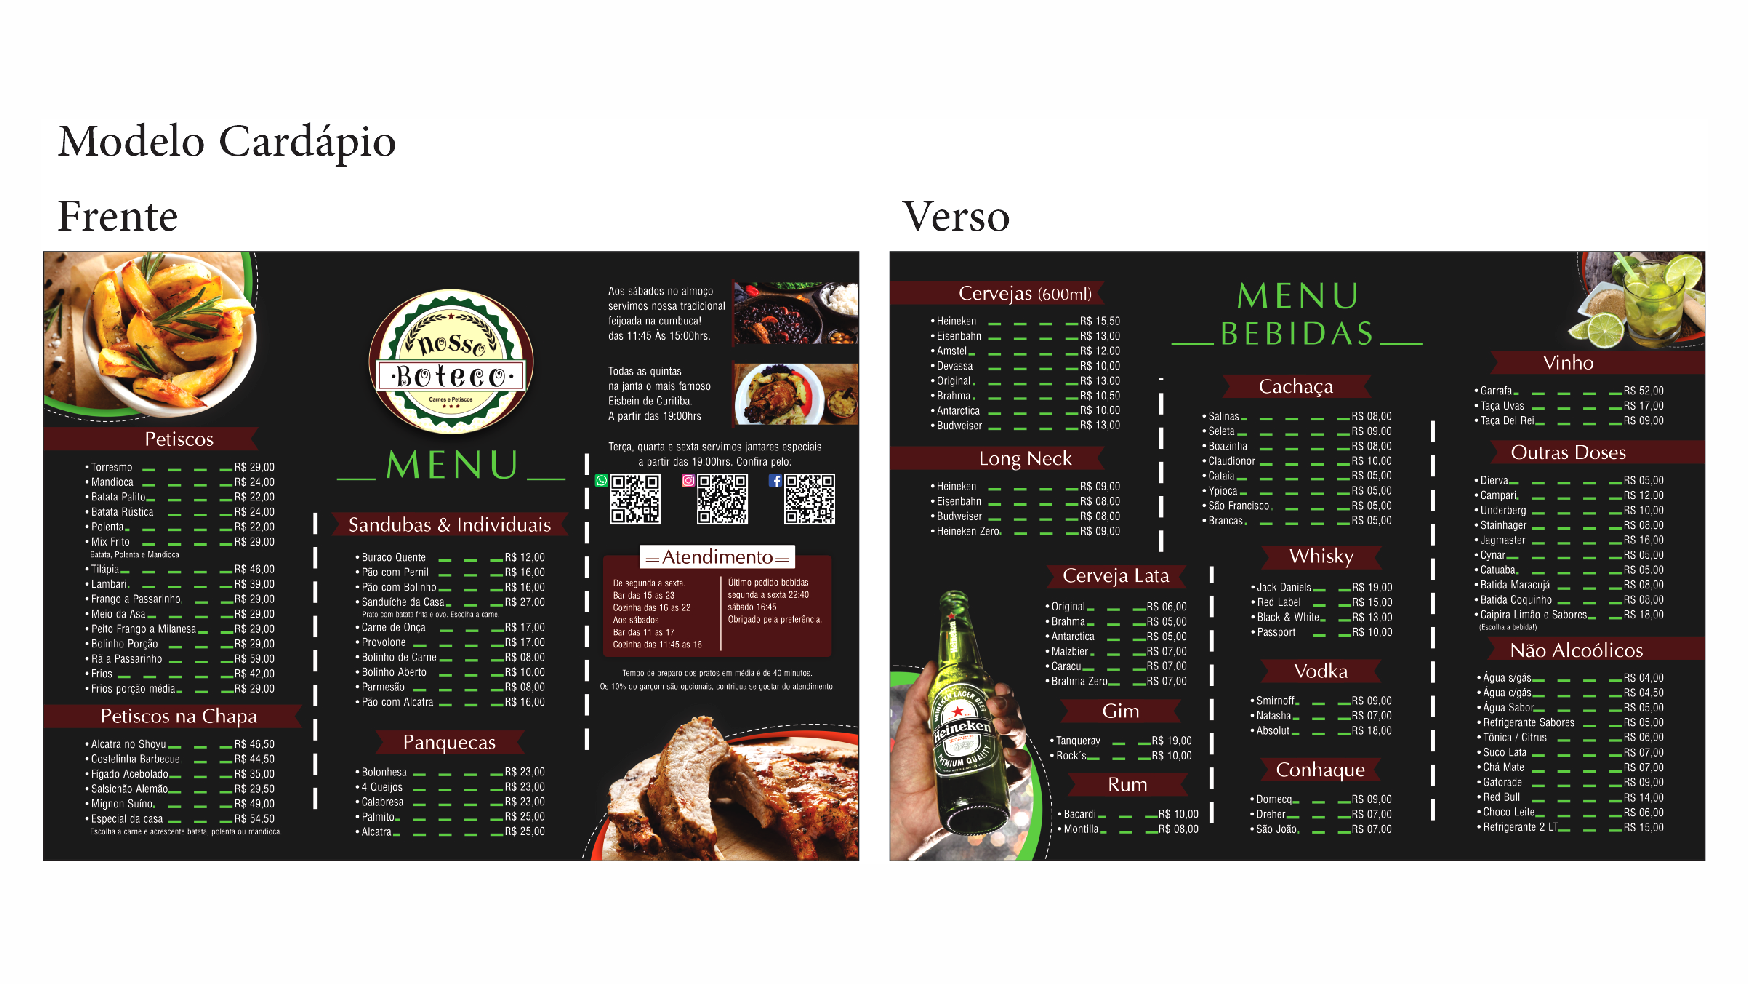 Modelo Cardápio
Frente
Petiscos
• Torresmo R$ 29,00
• Mandioca R$ 24,00
• Batata Palito R$ 22,00
• Batata Rústica R$ 24,00
• Polenta R$ 22,00
• Mix Frito R$ 29,00
Batata, Polenta e Mandioca
• Tilápia R$ 46,00
• Lambari R$ 39,00
• Frango a Passarinho R$ 29,00
• Meio da Asa R$ 29,00
• Peito Frango a Milanesa R$ 29,00
• Bolinho Porção R$ 29,00
• Rã a Passarinho R$ 59,00
• Frios R$ 42,00
• Frios porção média R$ 29,00
Petiscos na Chapa
• Alcatra no Shoyu R$ 46,50
• Costelinha Barbecue R$ 44,50
• Fígado Acebolado R$ 35,00
• Salsichão Alemão R$ 29,50
• Mignon Suíno R$ 49,00
• Especial da casa R$ 54,50
Escolha a carne e acrescente batata, polenta ou mandioca.
nosso
Boteco
Carnes e Petiscos
MENU
Sandubas & Individuais
• Buraco Quente R$ 12,00
• Pão com Pernil R$ 16,00
• Pão com Bolinho R$ 16,00
• Sanduíche da Casa R$ 27,00
Prato com batata frita e ovo. Escolha a carne.
• Carne de Onça R$ 17,00
• Provolone R$ 17,00
• Bolinho de Carne R$ 08,00
• Bolinho Aberto R$ 10,00
• Parmesão R$ 08,00
• Pão com Alcatra R$ 16,00
Panquecas
• Bolonhesa R$ 23,00
• 4 Queijos R$ 23,00
• Calabresa R$ 23,00
• Palmito R$ 25,00
• Alcatra R$ 25,00
Aos sábados no almoço
servimos nossa tradicional
feijoada na cumbuca!
das 11:45 Às 15:00hrs.
Todas as quintas
na janta o mais famoso
Eisbein de Curitiba.
A partir das 19:00hrs
Terça, quarta e sexta servimos jantares especiais
a partir das 19:00hrs. Confira pelo:
Atendimento
De segunda a sexta.
Bar das 15 as 23
Cozinha das 16 as 22
Aos sábados
Bar das 11 as 17
Cozinha das 11:45 as 16
Último pedido bebidas
segunda a sexta 22:40
sábado 16:45
Obrigado pela preferência.
Tempo de preparo dos pratos em média é de 40 minutos.
Os 10% do garçom são opcionais, contribua se gostar do atendimento
Verso
Cervejas (600ml)
• Heineken R$ 15,50
• Eisenbahn R$ 13,00
• Amstel R$ 12,00
• Devassa R$ 10,00
• Original R$ 13,00
• Brahma R$ 10,50
• Antarctica R$ 10,00
• Budweiser R$ 13,00
Long Neck
• Heineken R$ 09,00
• Eisenbahn R$ 08,00
• Budweiser R$ 08,00
• Heineken Zero R$ 09,00
Cerveja Lata
• Original R$ 06,00
• Brahma R$ 05,00
• Antarctica R$ 05,00
• Malzbier R$ 07,00
• Caracu R$ 07,00
• Brahma Zero R$ 07,00
Gim
• Tanqueray R$ 19,00
• Rock´s R$ 10,00
Rum
• Bacardi R$ 10,00
• Montilla R$ 08,00
LAGER BEER
Heineken
PREMIUM QUALITY
MENU
BEBIDAS
Cachaça
• Salinas R$ 08,00
• Seleta R$ 09,00
• Boazinha R$ 08,00
• Claudionor R$ 10,00
• Cataia R$ 05,00
• Ypioca R$ 05,00
• São Francisco R$ 05,00
• Brancas R$ 05,00
Whisky
• Jack Daniels R$ 19,00
• Red Label R$ 15,00
• Black & White R$ 13,00
• Passport R$ 10,00
Vodka
• Smirnoff R$ 09,00
• Natasha R$ 07,00
• Absolut R$ 18,00
Conhaque
• Domecq R$ 09,00
• Dreher R$ 07,00
• São João R$ 07,00
Vinho
• Garrafa R$ 52,00
• Taça Uvas R$ 17,00
• Taça Del Rei R$ 09,00
Outras Doses
• Dierva R$ 05,00
• Campari R$ 12,00
• Underberg R$ 10,00
• Stainhager R$ 08,00
• Jagmaster R$ 16,00
• Cynar R$ 05,00
• Catuaba R$ 05,00
• Batida Maracujá R$ 08,00
• Batida Coquinho R$ 08,00
• Caipira Limão e Sabores R$ 18,00
(Escolha a bebida!)
Não Alcoólicos
• Água s/gás R$ 04,00
• Água c/gás R$ 04,50
• Água Sabor R$ 05,00
• Refrigerante Sabores R$ 05,00
• Tônica / Citrus R$ 06,00
• Suco Lata R$ 07,00
• Chá Mate R$ 07,00
• Gatorade R$ 09,00
• Red Bull R$ 14,00
• Choco Leite R$ 06,00
• Refrigerante 2 LT R$ 15,00